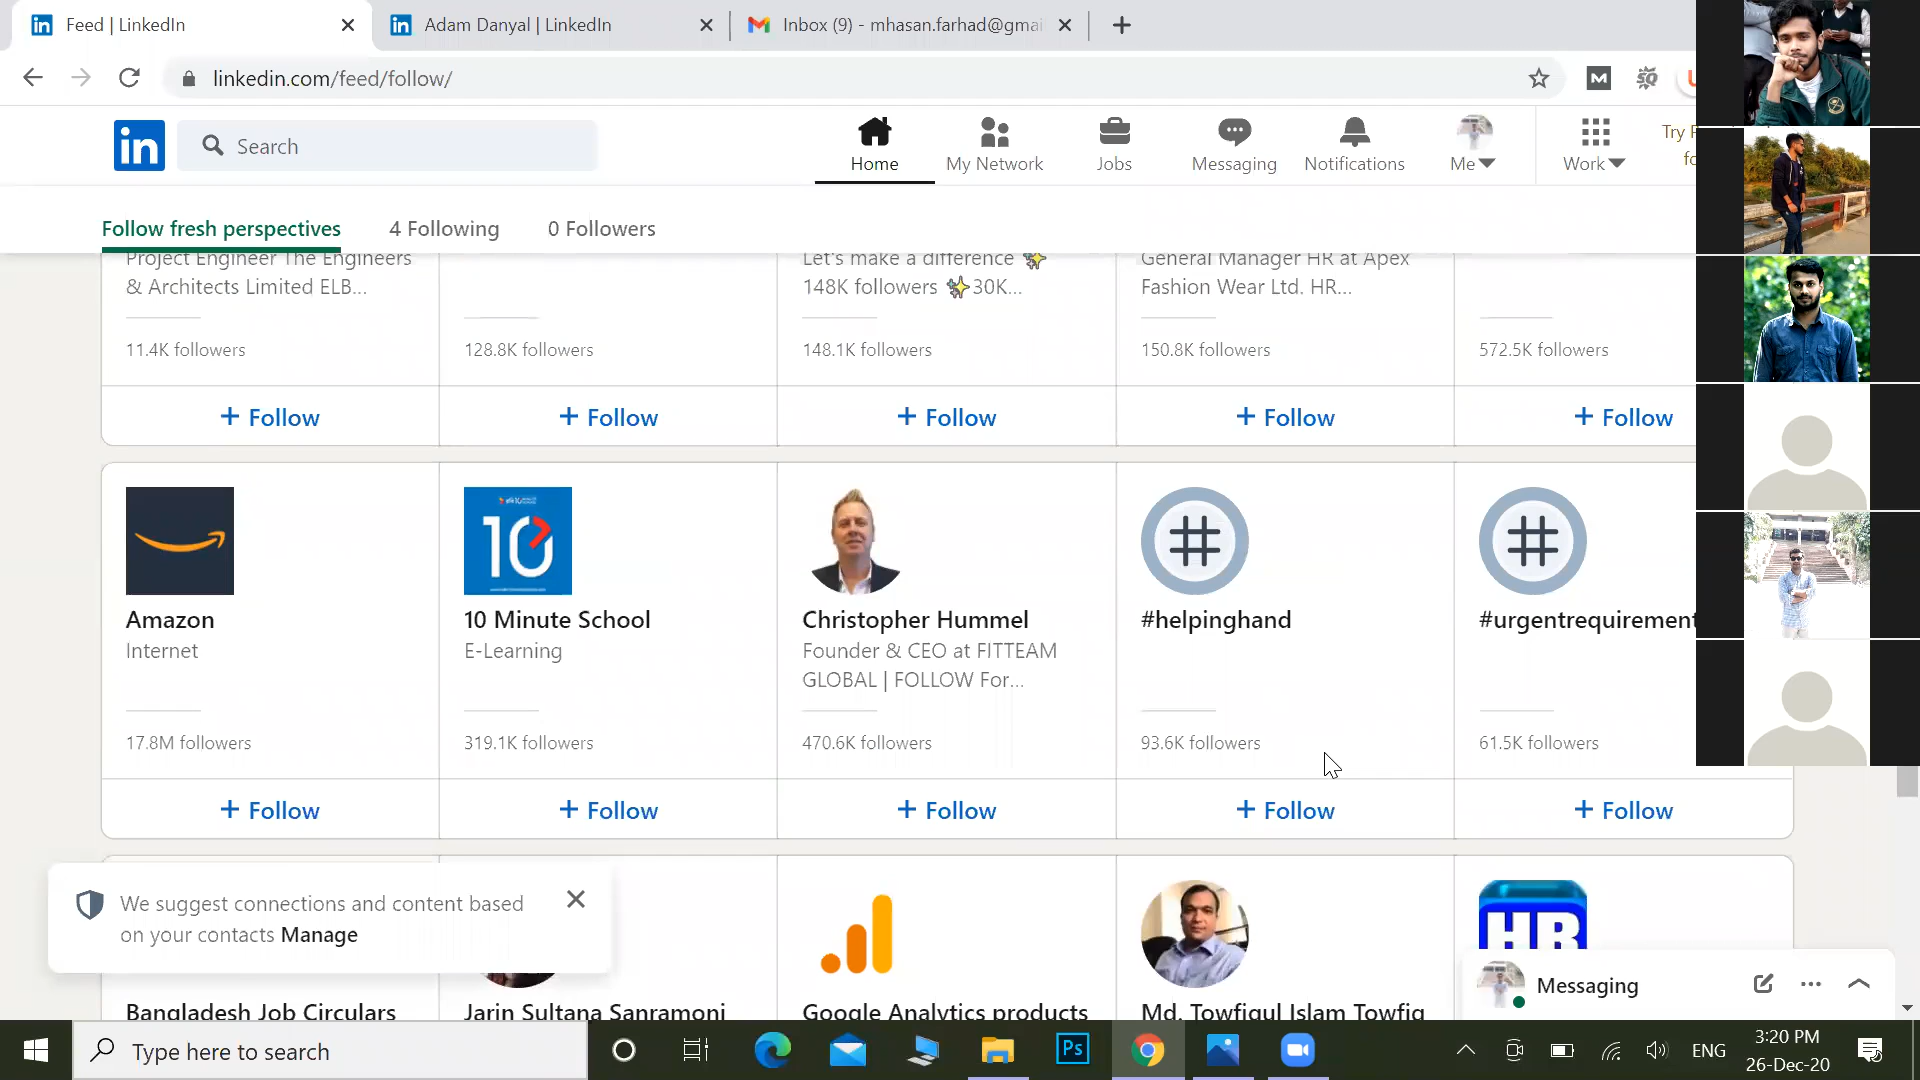 Feed | LinkedIn
Adam Danyal | LinkedIn
Inbox (9) - mhasan.farhad@gmai
linkedin.com/feed/follow/
in
Search
Home
My Network
Jobs
Messaging
Notifications
Me
Work
Try
Follow fresh perspectives
4 Following
0 Followers
Project Engineer The Engineers
& Architects Limited ELB...
11.4K followers
+ Follow
128.8K followers
+ Follow
Let's make a difference ✨
148K followers ✨30K...
148.1K followers
+ Follow
General Manager HR at Apex
Fashion Wear Ltd. HR...
150.8K followers
+ Follow
572.5K followers
+ Follow
Amazon
Internet
17.8M followers
+ Follow
10
10 Minute School
E-Learning
319.1K followers
+ Follow
Christopher Hummel
Founder & CEO at FITTEAM
GLOBAL | FOLLOW For...
470.6K followers
+ Follow
#helpinghand
93.6K followers
+ Follow
#urgentrequirement
61.5K followers
+ Follow
We suggest connections and content based
on your contacts Manage
Bangladesh Job Circulars
Jarin Sultana Sanramoni
Google Analytics products
Md. Towfiqul Islam Towfiq
HR
Messaging
Type here to search
Ps
ENG
3:20 PM
26-Dec-20